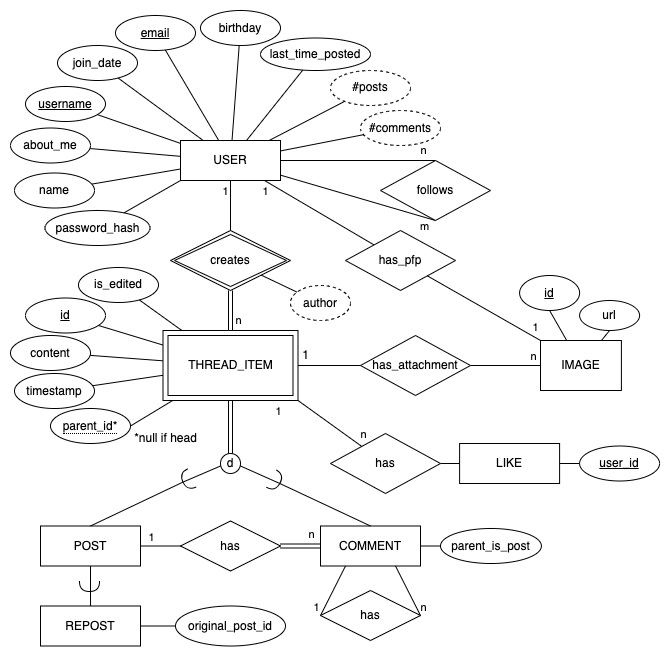 birthday
email
last_time_posted
join_date
#posts
username
#comments
about_me
n
USER
name
1
1
follows
password_hash
m
creates
has_pfp
is_edited
id
author
id
url
n
1
content
THREAD_ITEM
1
has_attachment
n
IMAGE
timestamp
parent_id*
*null if head
1
n
d
has
LIKE
user_id
POST
1
has
n
COMMENT
parent_is_post
1
has
n
REPOST
original_post_id